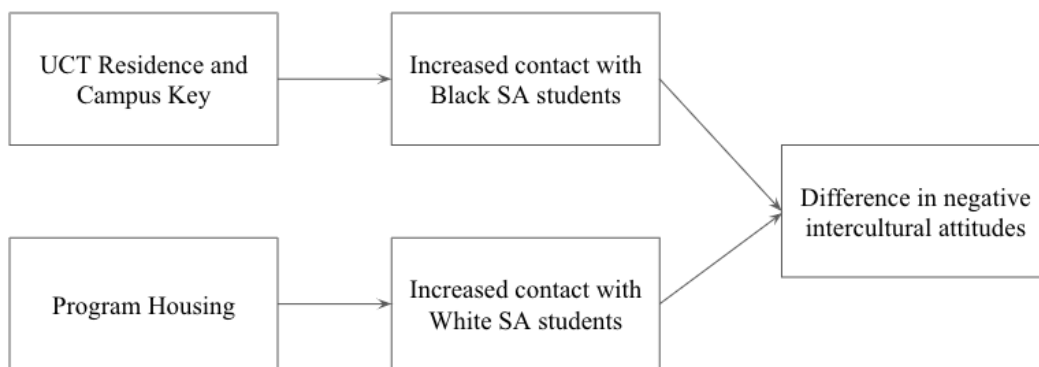 UCT Residence and
Campus Key
Increased contact with
Black SA students
Difference in negative
intercultural attitudes
Program Housing
Increased contact with
White SA students